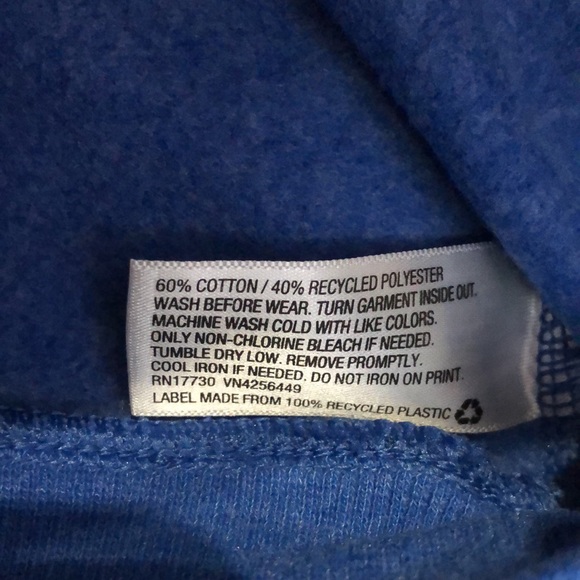 60% COTTON / 40% RECYCLED POLYESTER
WASH BEFORE WEAR. TURN GARMENT INSIDE OUT.
MACHINE WASH COLD WITH LIKE COLORS.
ONLY NON-CHLORINE BLEACH IF NEEDED.
TUMBLE DRY LOW. REMOVE PROMPTLY.
COOL IRON IF NEEDED. DO NOT IRON ON PRINT.
RN17730 VN4256449
LABEL MADE FROM 100% RECYCLED PLASTIC